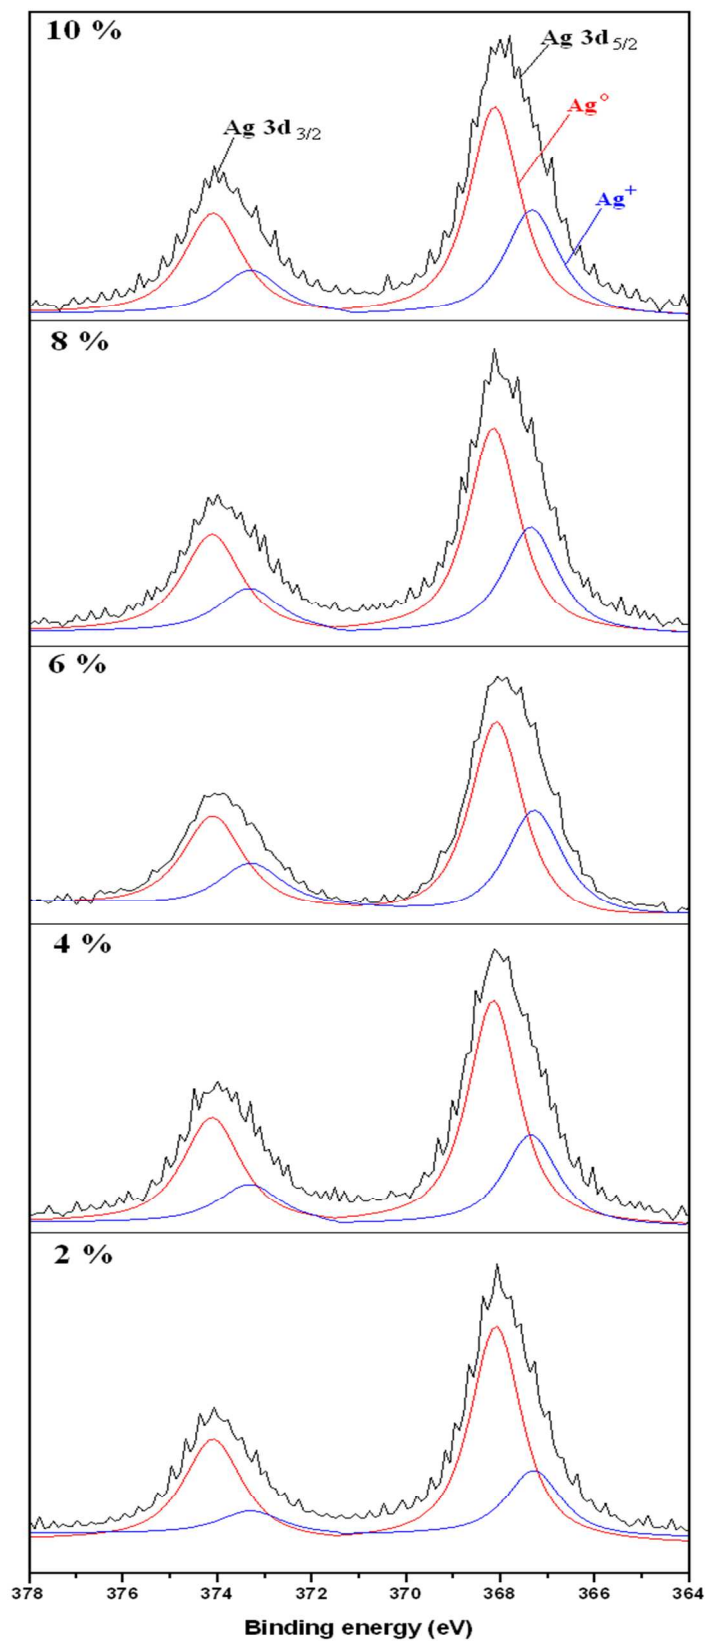 10 %
Ag 3d 5/2
Ag°
Ag 3d 3/2
Ag+
8 %
6 %
4 %
2 %
378 376 374 372 370 368 366 364
Binding energy (eV)